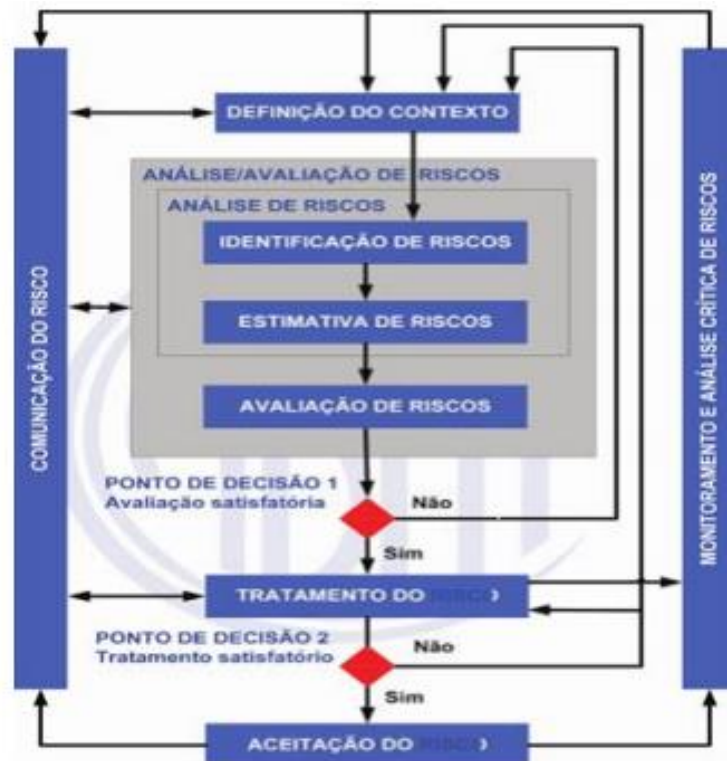 DEFINIÇÃO DO CONTEXTO
ANÁLISE/AVALIAÇÃO DE RISCOS
ANÁLISE DE RISCOS
IDENTIFICAÇÃO DE RISCOS
ESTIMATIVA DE RISCOS
AVALIAÇÃO DE RISCOS
PONTO DE DECISÃO 1
Avaliação satisfatória
Não
Sim
TRATAMENTO DO RISCO
PONTO DE DECISÃO 2
Tratamento satisfatório
Não
Sim
ACEITAÇÃO DO RISCO
COMUNICAÇÃO DO RISCO
MONITORAMENTO E ANÁLISE CRÍTICA DE RISCOS